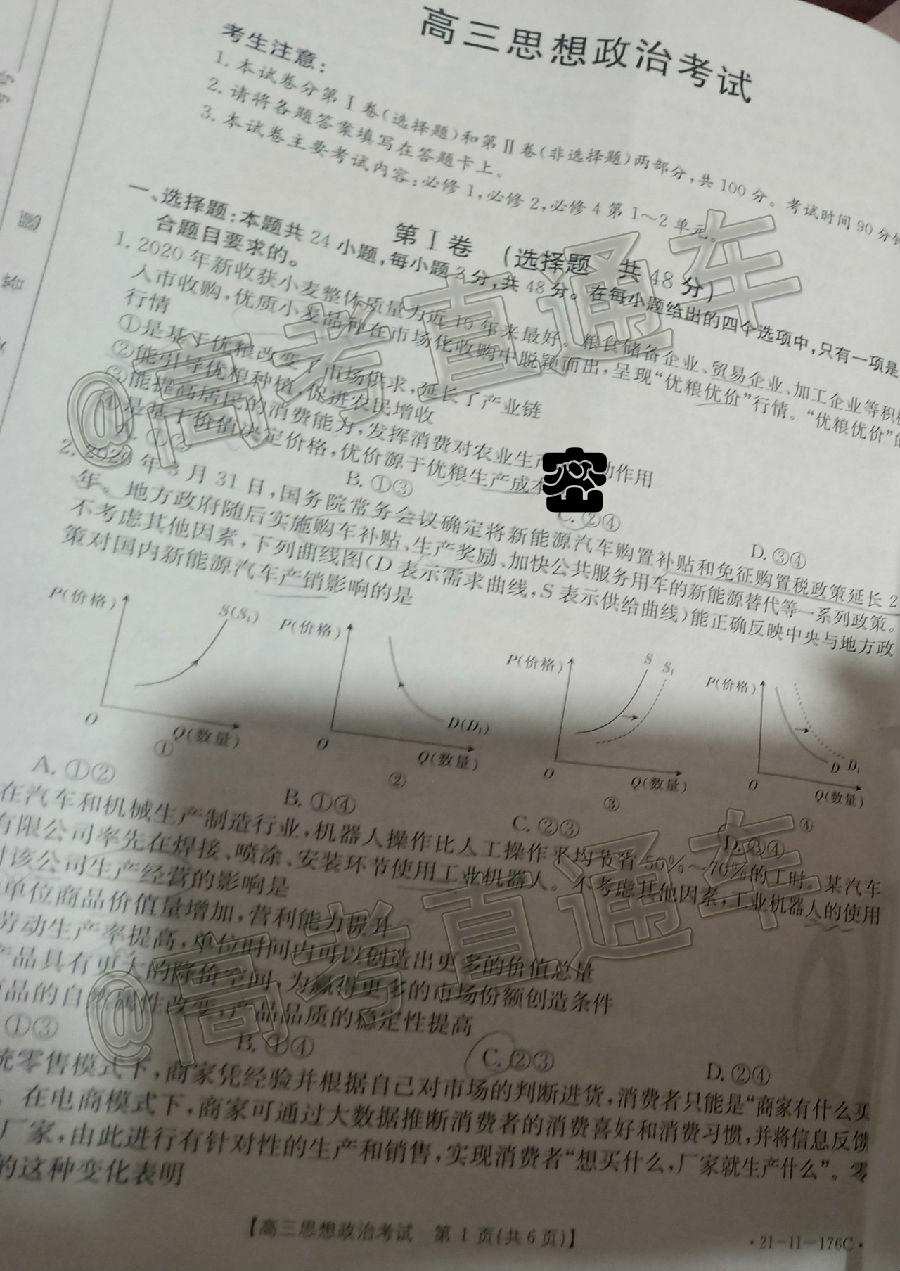 高三思想政治考试
考生注意：
1. 本试卷分第Ⅰ卷(选择题)和第Ⅱ卷(非选择题)两部分，共100分。考试时间90分钟
2. 请将各题答案填写在答题卡上。
3. 本试卷主要考试内容：必修1，必修2，必修4第1～2单元。
第Ⅰ卷 (选择题 共48分)
一、选择题：本题共24小题，每小题2分，共48分。在每小题给出的四个选项中，只有一项是
合题目要求的。
1. 2020年新收获小麦整体质量为近15年来最好，粮食储备企业、贸易企业、加工企业等积
人市收购，优质小麦品种在市场化收购中脱颖而出，呈现“优粮优价”行情。“优粮优价”的
行情
①是基于优粮改变了市场供求，延长了产业链
②能引导优粮种植，促进农民增收
③能提高居民的消费能力，发挥消费对农业生产 动作用
④是基于价值决定价格，优价源于优粮生产成本
A. ①② B. ①③ C. ②④ D. ③④
密
2. 2020年3月31日，国务院常务会议确定将新能源汽车购置补贴和免征购置税政策延长2
年。地方政府随后实施购车补贴、生产奖励、加快公共服务用车的新能源替代等一系列政策。
不考虑其他因素，下列曲线图(D表示需求曲线，S表示供给曲线)能正确反映中央与地方政
策对国内新能源汽车产销影响的是
P(价格) S(S₁) O Q(数量) ①
P(价格) D(D₁) O Q(数量) ②
P(价格) S S₁ O Q(数量) ③
P(价格) D D₁ O Q(数量) ④
A. ①② B. ①④ C. ②③ D. ③④
在汽车和机械生产制造行业，机器人操作比人工操作平均节省50%～70%的工时。某汽车
有限公司率先在焊接、喷涂、安装环节使用工业机器人。不考虑其他因素，工业机器人的使用
对该公司生产经营的影响是
单位商品价值量增加，营利能力提升
劳动生产率提高，单位时间内可以创造出更多的价值总量
产品具有更大的降价空间，为赢得更多的市场份额创造条件
品的自然属性改变，产品品质的稳定性提高
①③ B. ①④ C. ②③ D. ②④
统零售模式下，商家凭经验并根据自己对市场的判断进货，消费者只能是“商家有什么买
在电商模式下，商家可通过大数据推断消费者的消费喜好和消费习惯，并将信息反馈
厂家，由此进行有针对性的生产和销售，实现消费者“想买什么，厂家就生产什么”。零
的这种变化表明
【高三思想政治考试 第1页(共6页)】
·21-11-176C·
@高考直通车
@高考直通车